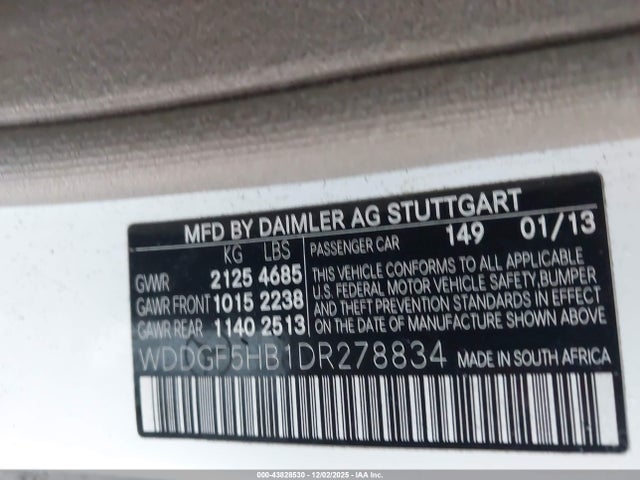 MFD BY DAIMLER AG STUTTGART
KG LBS PASSENGER CAR 149 01/13
GVWR 2125 4685
GAWR FRONT 1015 2238
GAWR REAR 1140 2513
THIS VEHICLE CONFORMS TO ALL APPLICABLE
U.S. FEDERAL MOTOR VEHICLE SAFETY, BUMPER
AND THEFT PREVENTION STANDARDS IN EFFECT
ON THE DATE OF MANUFACTURE SHOWN ABOVE
WDDGF5HB1DR278834 MADE IN SOUTH AFRICA
000-43828530 - 12/02/2025 - IAA Inc.